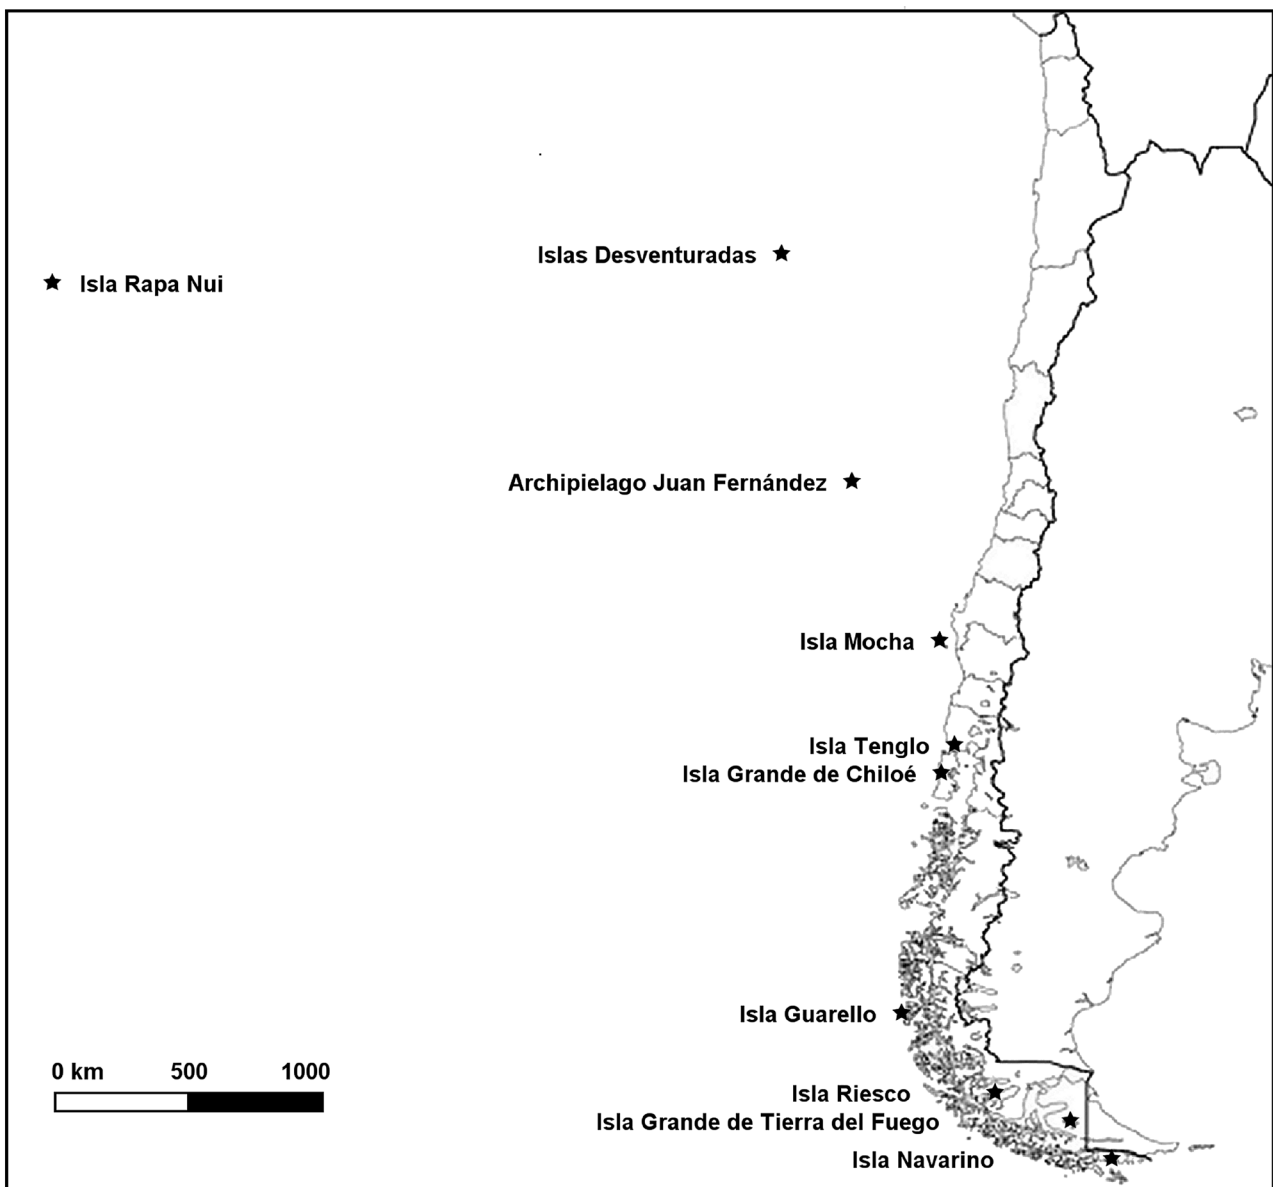 Islas Desventuradas
Isla Rapa Nui
Archipielago Juan Fernández
Isla Mocha
Isla Tenglo
Isla Grande de Chiloé
Isla Guarello
0 km 500 1000
Isla Riesco
Isla Grande de Tierra del Fuego
Isla Navarino